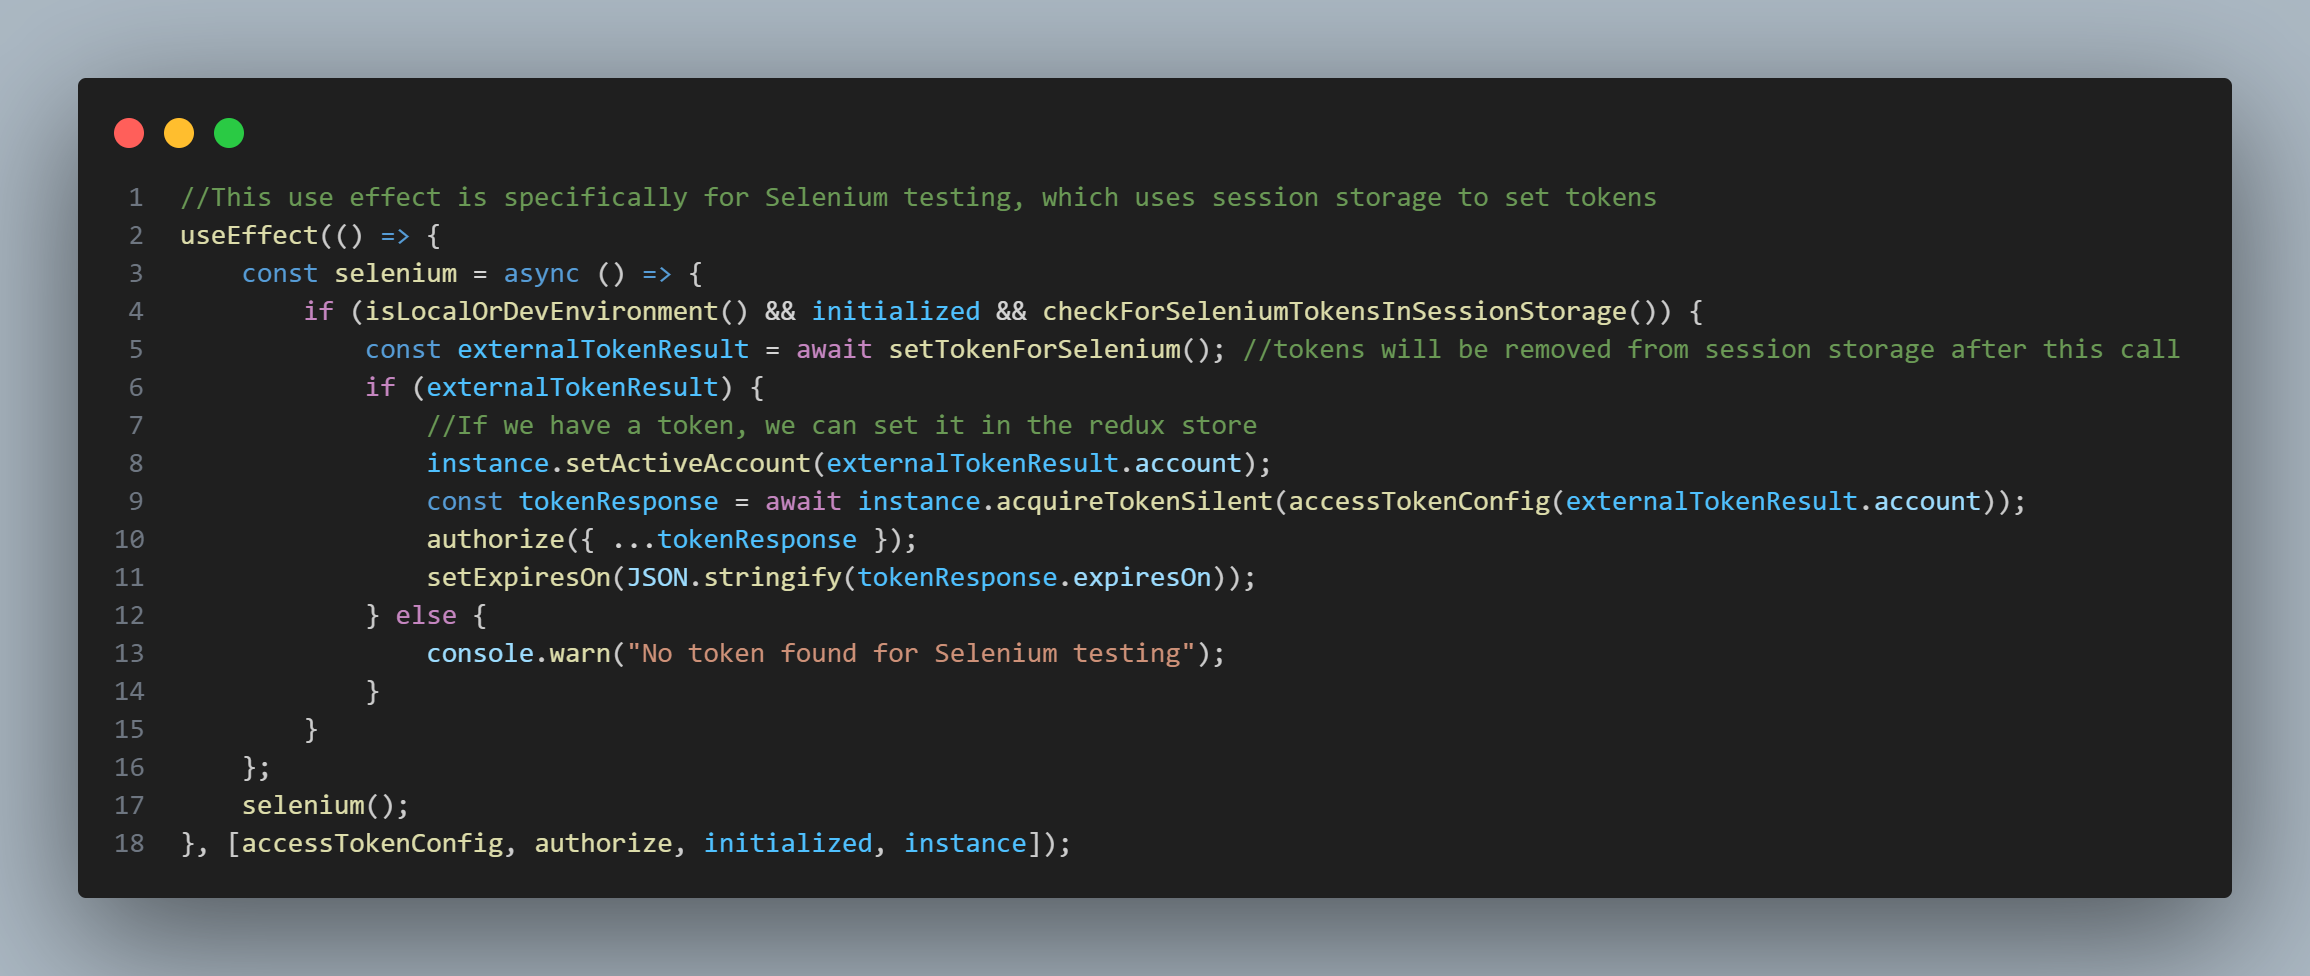 1 //This use effect is specifically for Selenium testing, which uses session storage to set tokens
2 useEffect(() => {
3     const selenium = async () => {
4         if (isLocalOrDevEnvironment() && initialized && checkForSeleniumTokensInSessionStorage()) {
5             const externalTokenResult = await setTokenForSelenium(); //tokens will be removed from session storage after this call
6             if (externalTokenResult) {
7                 //If we have a token, we can set it in the redux store
8                 instance.setActiveAccount(externalTokenResult.account);
9                 const tokenResponse = await instance.acquireTokenSilent(accessTokenConfig(externalTokenResult.account));
10                 authorize({ ...tokenResponse });
11                 setExpiresOn(JSON.stringify(tokenResponse.expiresOn));
12             } else {
13                 console.warn("No token found for Selenium testing");
14             }
15         }
16     };
17     selenium();
18 }, [accessTokenConfig, authorize, initialized, instance]);